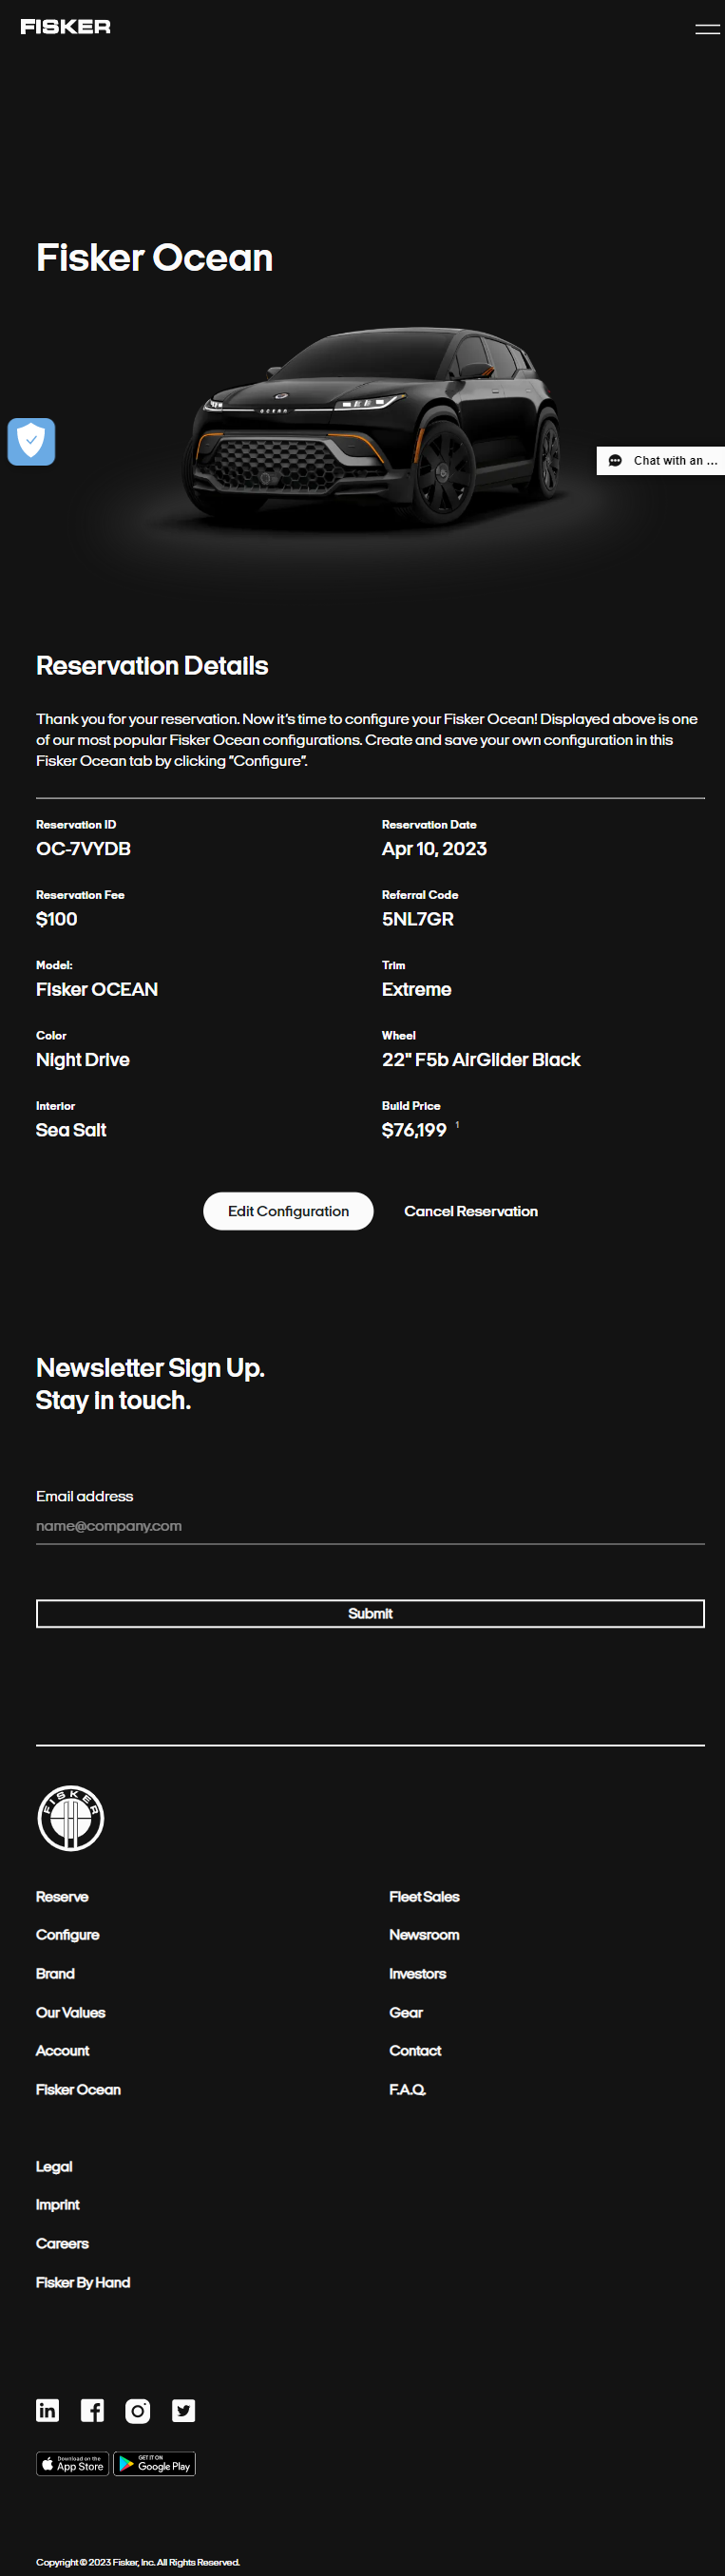 FISKER
Fisker Ocean
OCEAN
Chat with an ...
Reservation Details
Thank you for your reservation. Now it's time to configure your Fisker Ocean! Displayed above is one
of our most popular Fisker Ocean configurations. Create and save your own configuration in this
Fisker Ocean tab by clicking "Configure".
Reservation ID
Reservation Date
OC-7VYDB
Apr 10, 2023
Reservation Fee
Referral Code
$100
5NL7GR
Model:
Trim
Fisker OCEAN
Extreme
Color
Wheel
Night Drive
22" F5b AirGlider Black
Interior
Build Price
Sea Salt
$76,199 1
Edit Configuration
Cancel Reservation
Newsletter Sign Up.
Stay in touch.
Email address
name@company.com
Submit
FISKER
Reserve
Fleet Sales
Configure
Newsroom
Brand
Investors
Our Values
Gear
Account
Contact
Fisker Ocean
F.A.Q.
Legal
Imprint
Careers
Fisker By Hand
in
Download on the
App Store
GET IT ON
Google Play
Copyright © 2023 Fisker, Inc. All Rights Reserved.